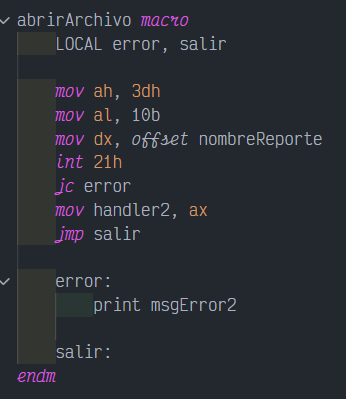 abrirArchivo macro
LOCAL error, salir
mov ah, 3dh
mov al, 10b
mov dx, offset nombreReporte
int 21h
jc error
mov handler2, ax
jmp salir
error:
print msgError2
salir:
endm